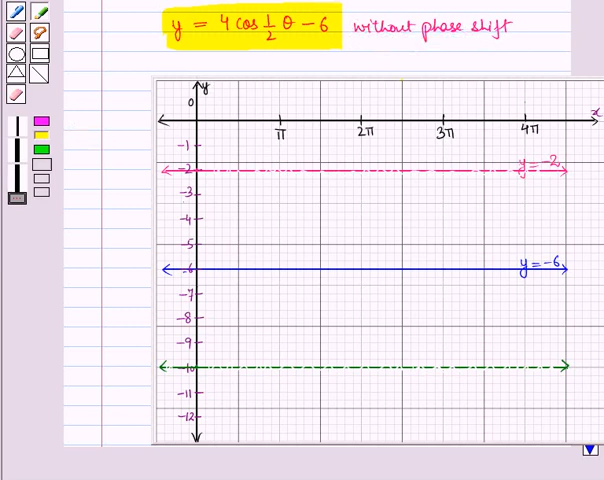 y = 4 cos 1/2 θ - 6 without phase shift
y
0
x
π 2π 3π 4π
-1
-2 y = -2
-3
-4
-5
-6 y = -6
-7
-8
-9
-10
-11
-12